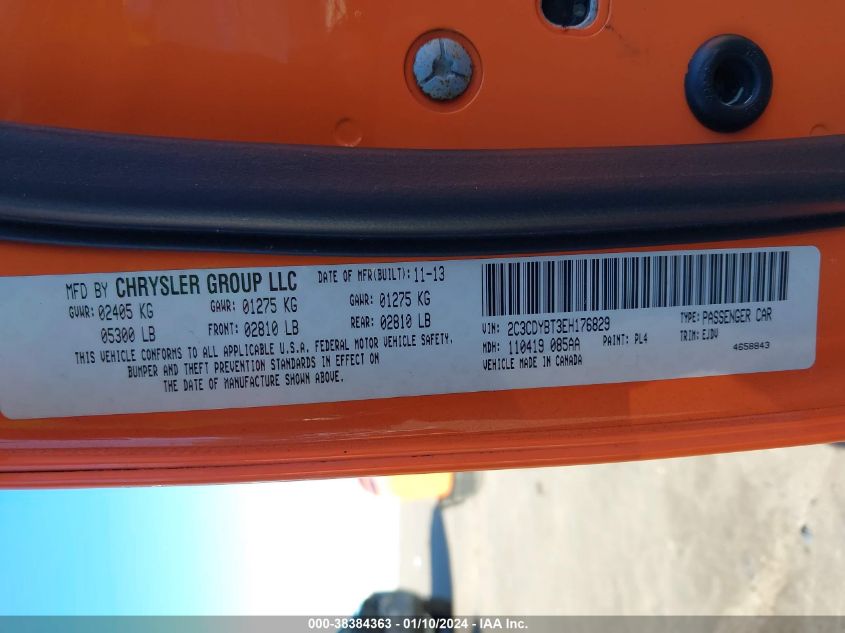 MFD BY CHRYSLER GROUP LLC
DATE OF MFR(BUILT): 11-13
GVWR: 02405 KG
GAWR: 01275 KG
GAWR: 01275 KG
05300 LB
FRONT: 02810 LB
REAR: 02810 LB
THIS VEHICLE CONFORMS TO ALL APPLICABLE U.S.A. FEDERAL MOTOR VEHICLE SAFETY,
BUMPER AND THEFT PREVENTION STANDARDS IN EFFECT ON
THE DATE OF MANUFACTURE SHOWN ABOVE.
VIN: 2C3CDYBT3EH176829
TYPE: PASSENGER CAR
MDH: 110419 085AA
PAINT: PL4
TRIM: EJDV
VEHICLE MADE IN CANADA
4658843
000-38384363 - 01/10/2024 - IAA Inc.